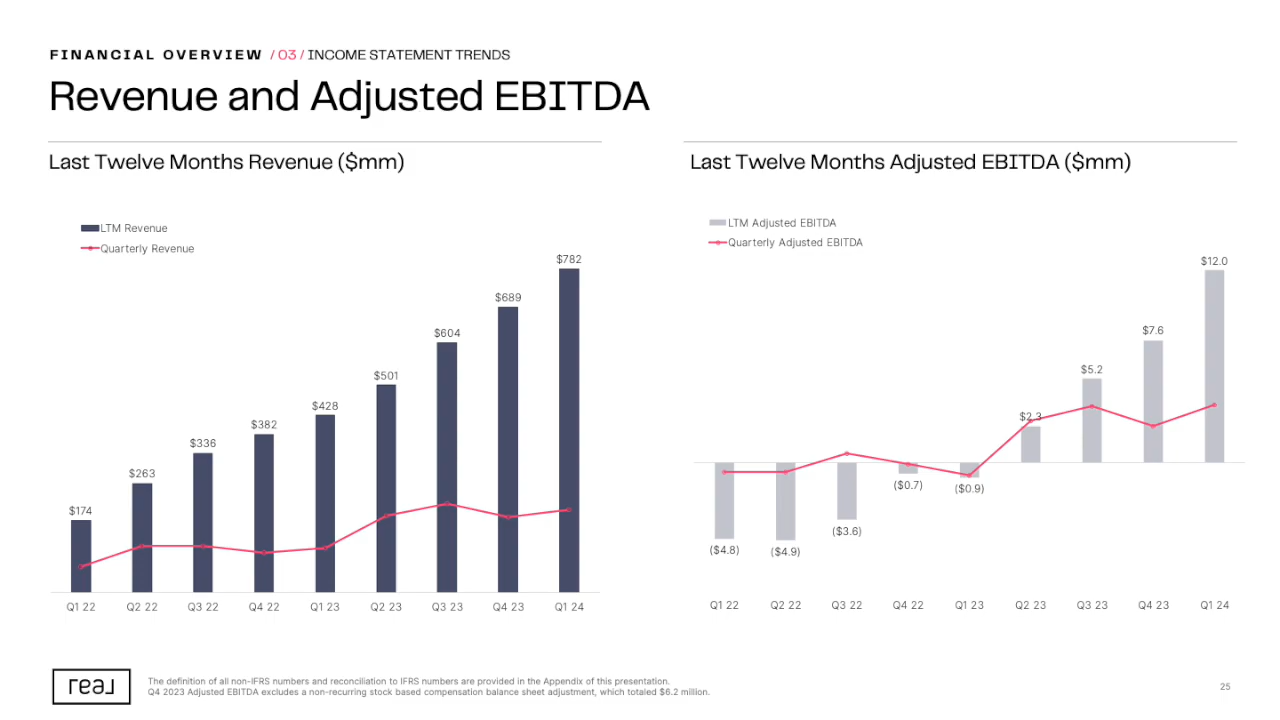 FINANCIAL OVERVIEW / 03 / INCOME STATEMENT TRENDS
Revenue and Adjusted EBITDA
Last Twelve Months Revenue ($mm)
LTM Revenue
Quarterly Revenue
$174
$263
$336
$382
$428
$501
$604
$689
$782
Q1 22 Q2 22 Q3 22 Q4 22 Q1 23 Q2 23 Q3 23 Q4 23 Q1 24
Last Twelve Months Adjusted EBITDA ($mm)
LTM Adjusted EBITDA
Quarterly Adjusted EBITDA
($4.8)
($4.9)
($3.6)
($0.7)
($0.9)
$2.3
$5.2
$7.6
$12.0
Q1 22 Q2 22 Q3 22 Q4 22 Q1 23 Q2 23 Q3 23 Q4 23 Q1 24
real
The definition of all non-IFRS numbers and reconciliation to IFRS numbers are provided in the Appendix of this presentation.
Q4 2023 Adjusted EBITDA excludes a non-recurring stock based compensation balance sheet adjustment, which totaled $6.2 million.
25